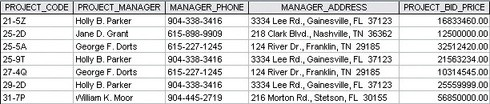 PROJECT_CODE PROJECT_MANAGER MANAGER_PHONE MANAGER_ADDRESS PROJECT_BID_PRICE
21-5Z Holly B. Parker 904-338-3416 3334 Lee Rd., Gainesville, FL 37123 16833460.00
25-2D Jane D. Grant 615-898-9909 218 Clark Blvd., Nashville, TN 36362 12500000.00
25-5A George F. Dorts 615-227-1245 124 River Dr., Franklin, TN 29185 32512420.00
25-9T Holly B. Parker 904-338-3416 3334 Lee Rd., Gainesville, FL 37123 21563234.00
27-4Q George F. Dorts 615-227-1245 124 River Dr., Franklin, TN 29185 10314545.00
29-2D Holly B. Parker 904-338-3416 3334 Lee Rd., Gainesville, FL 37123 25559999.00
31-7P William K. Moor 904-445-2719 216 Morton Rd., Stetson, FL 30155 56850000.00